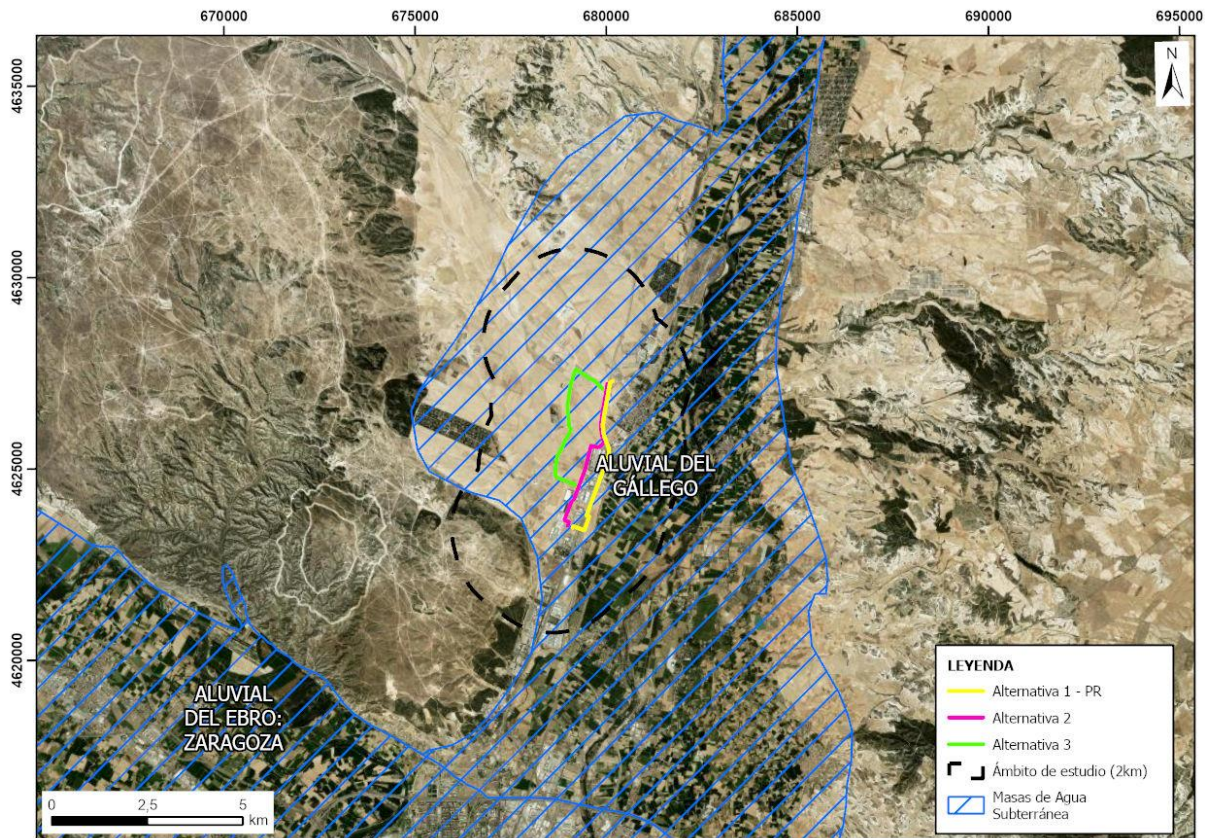 670000 675000 680000 685000 690000 695000
N
4635000
4630000
4625000
4620000
ALUVIAL DEL
GÁLLEGO
ALUVIAL
DEL EBRO:
ZARAGOZA
0 2,5 5
km
LEYENDA
Alternativa 1 - PR
Alternativa 2
Alternativa 3
Ámbito de estudio (2km)
Masas de Agua
Subterránea